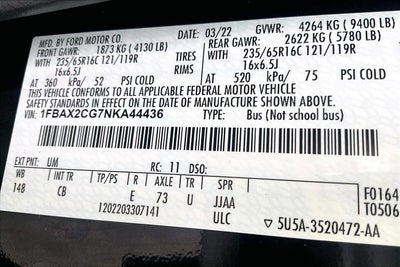 MFD. BY FORD MOTOR CO. 03/22 GVWR: 4264 KG (9400 LB)
FRONT GAWR: 1873 KG (4130 LB) REAR GAWR: 2622 KG (5780 LB)
WITH 235/65R16C 121/119R Tires WITH 235/65R16C 121/119R
16x6.5J Rims 16x6.5J
AT 360 kPa/ 52 PSI COLD AT 520 kPa/ 75 PSI COLD
THIS VEHICLE CONFORMS TO ALL APPLICABLE FEDERAL MOTOR VEHICLE
SAFETY STANDARDS IN EFFECT ON THE DATE OF MANUFACTURE SHOWN ABOVE.
VIN: 1FBAX2CG7NKA44436 TYPE: Bus (Not school bus)
EXT PNT: UM RC: 11 DSO:
WB INT TR TP/PS R AXLE TR SPR F0164
148 CB E 73 U JJAA T0506
1202203307141 ULC ▽ 5U5A-3520472-AA